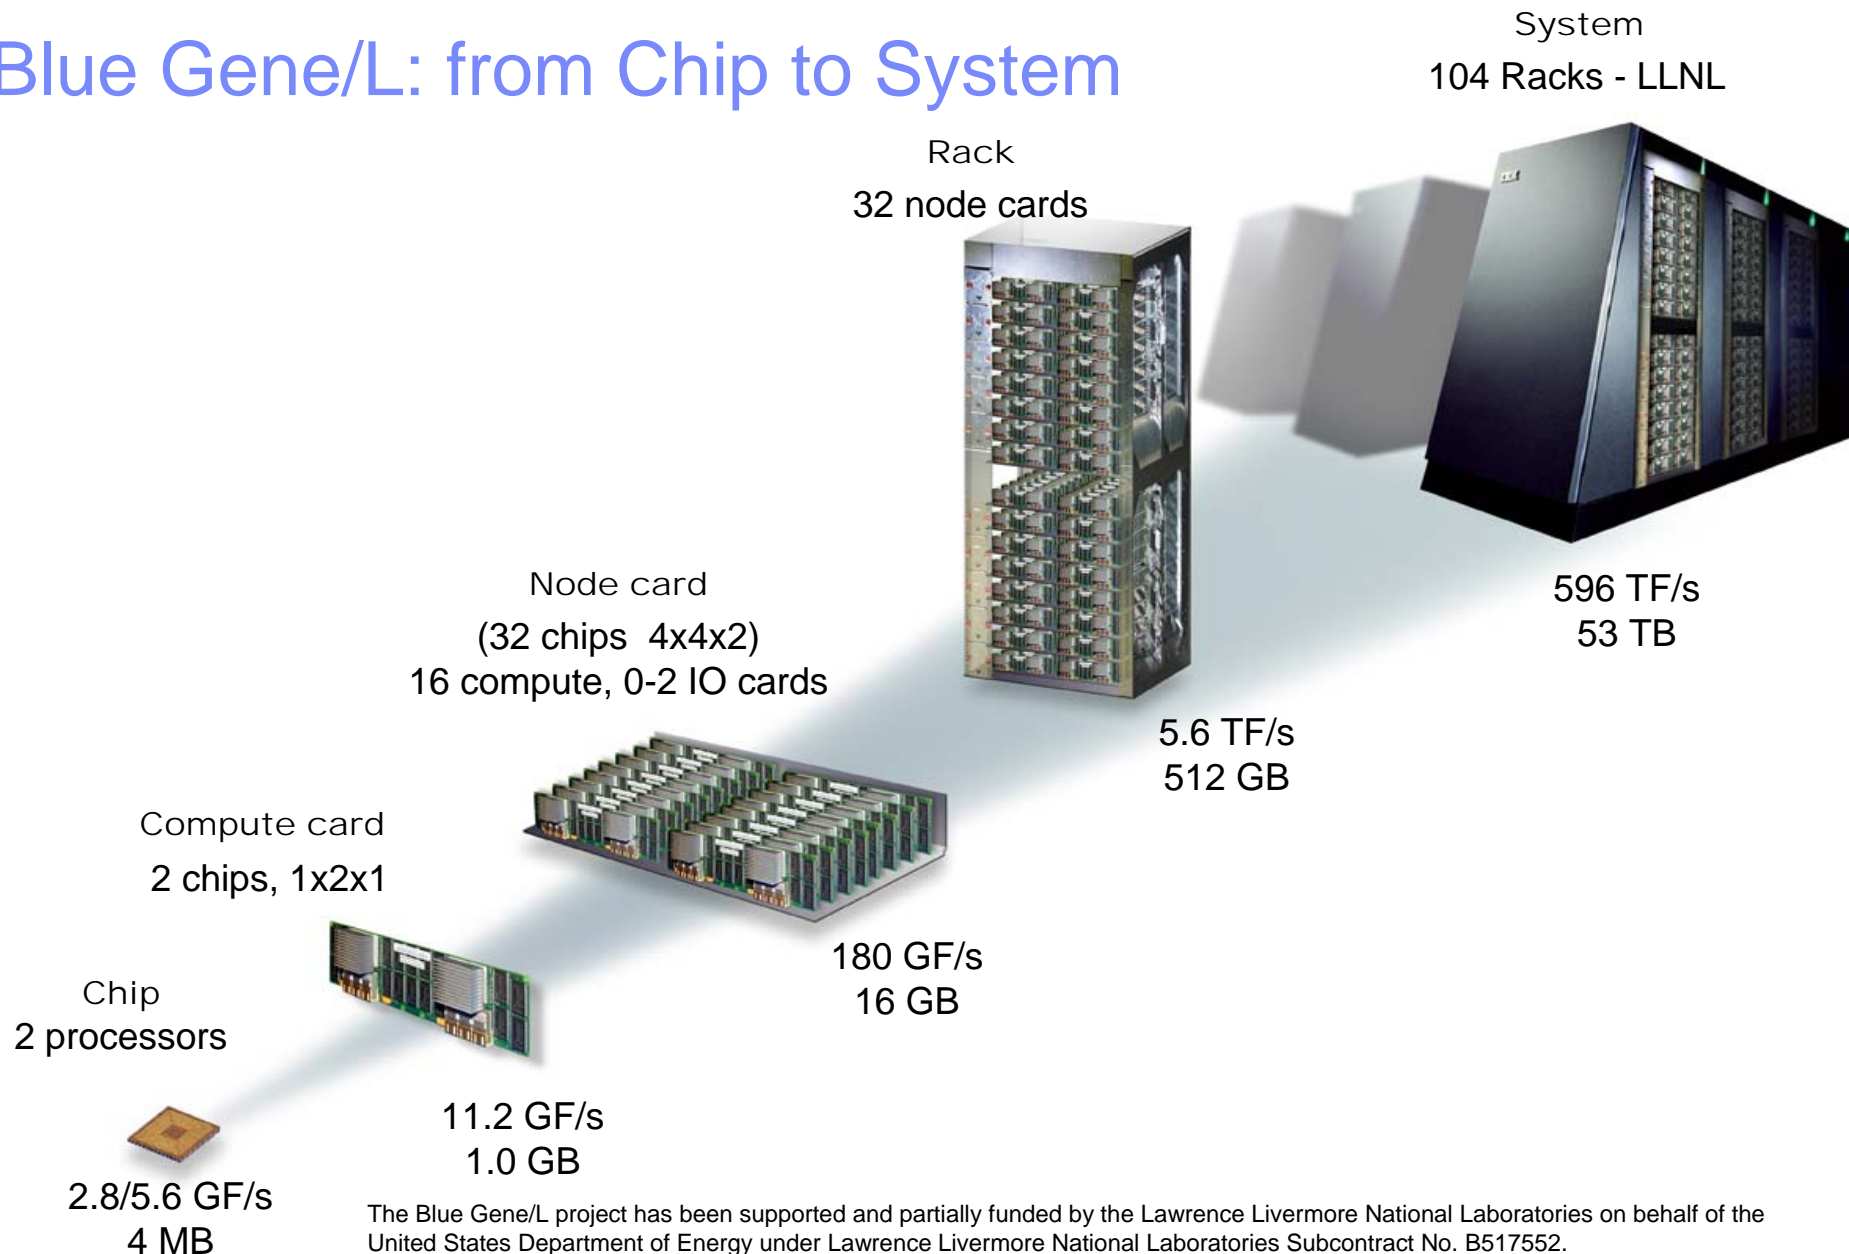 Blue Gene/L: from Chip to System
System
104 Racks - LLNL
Rack
32 node cards
596 TF/s
53 TB
Node card
(32 chips 4x4x2)
16 compute, 0-2 IO cards
5.6 TF/s
512 GB
Compute card
2 chips, 1x2x1
180 GF/s
16 GB
Chip
2 processors
11.2 GF/s
1.0 GB
2.8/5.6 GF/s
4 MB
The Blue Gene/L project has been supported and partially funded by the Lawrence Livermore National Laboratories on behalf of the
United States Department of Energy under Lawrence Livermore National Laboratories Subcontract No. B517552.